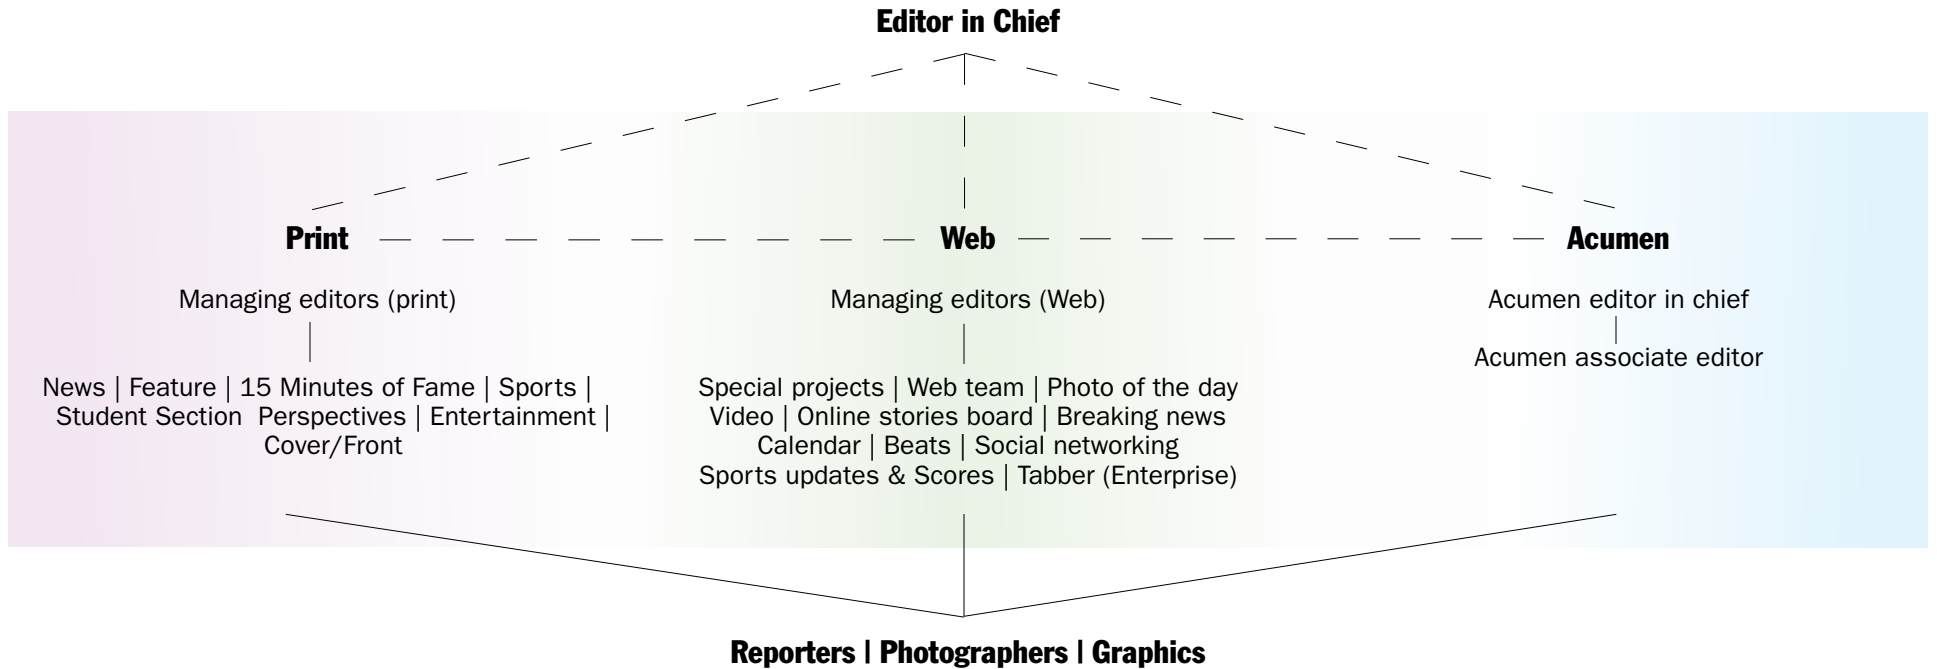 Editor in Chief
Print
Web
Acumen
Managing editors (print)
Managing editors (Web)
Acumen editor in chief
Acumen associate editor
News | Feature | 15 Minutes of Fame | Sports |
Student Section  Perspectives | Entertainment |
Cover/Front
Special projects | Web team | Photo of the day
Video | Online stories board | Breaking news
Calendar | Beats | Social networking
Sports updates & Scores | Tabber (Enterprise)
Reporters | Photographers | Graphics